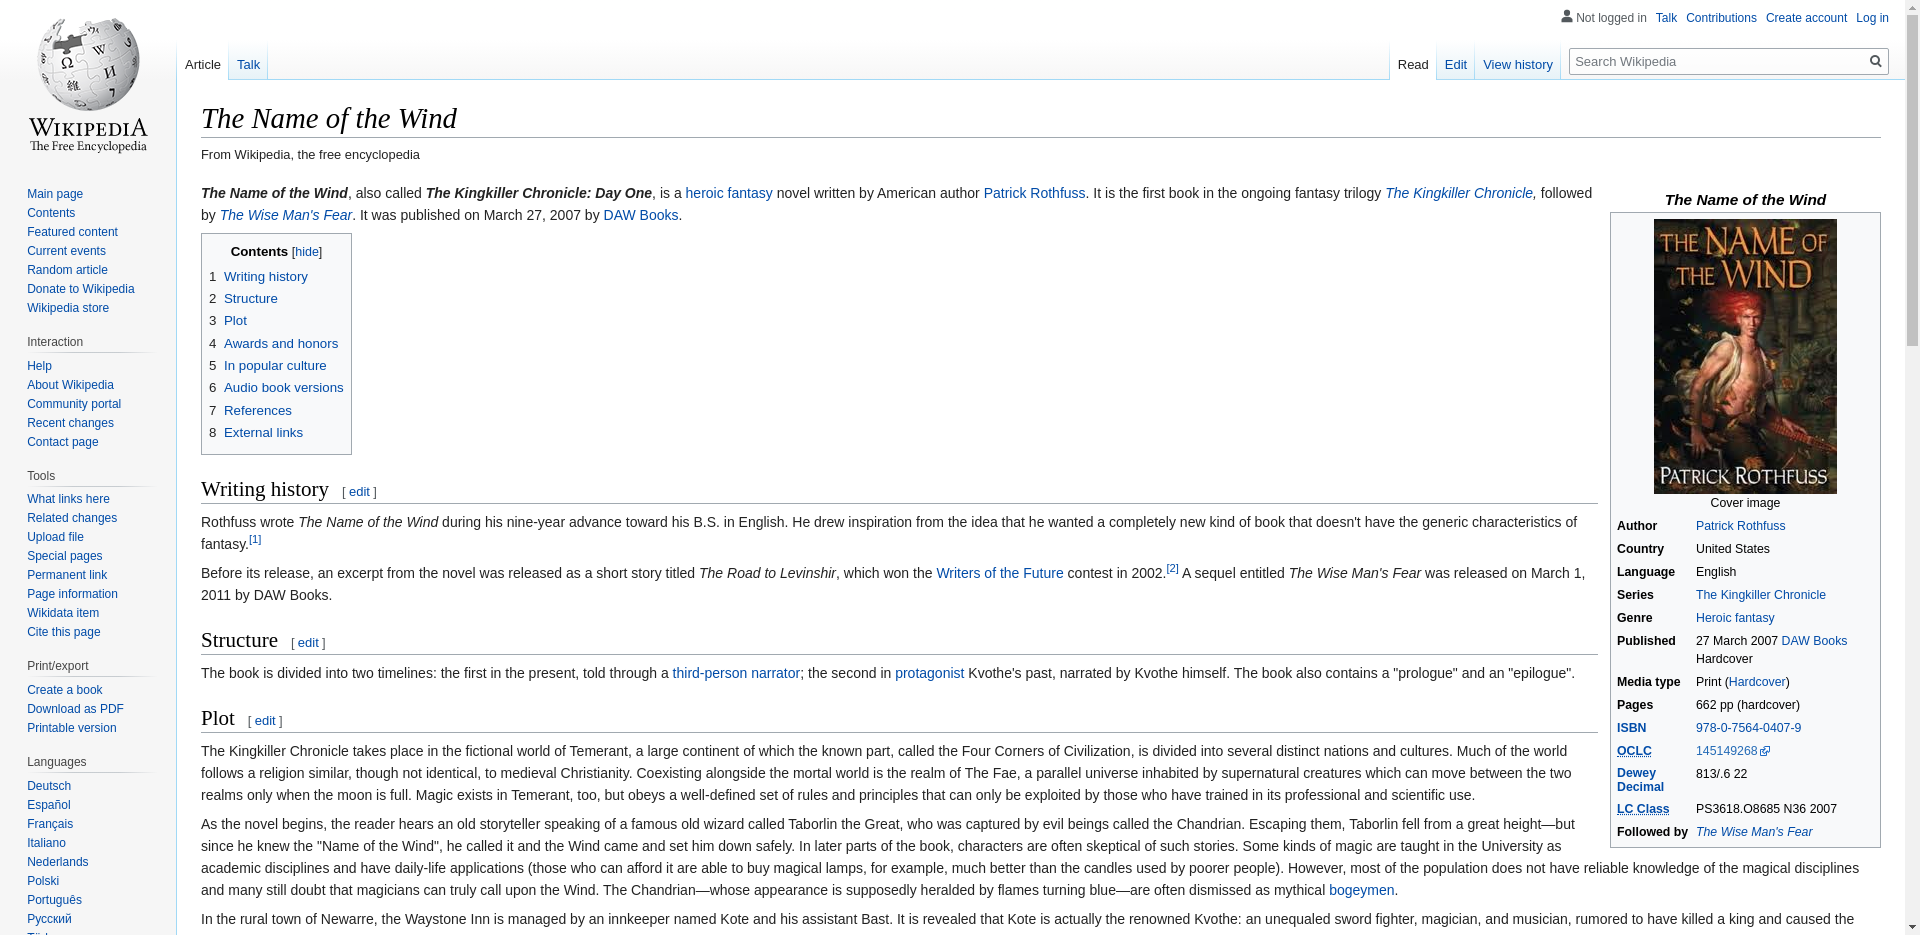 Not logged in Talk Contributions Create account Log in
Article Talk Read Edit View history Search Wikipedia
WIKIPEDIA
The Free Encyclopedia
Main page
Contents
Featured content
Current events
Random article
Donate to Wikipedia
Wikipedia store
Interaction
Help
About Wikipedia
Community portal
Recent changes
Contact page
Tools
What links here
Related changes
Upload file
Special pages
Permanent link
Page information
Wikidata item
Cite this page
Print/export
Create a book
Download as PDF
Printable version
Languages
Deutsch
Español
Français
Italiano
Nederlands
Polski
Português
Русский
The Name of the Wind
From Wikipedia, the free encyclopedia
The Name of the Wind, also called The Kingkiller Chronicle: Day One, is a heroic fantasy novel written by American author Patrick Rothfuss. It is the first book in the ongoing fantasy trilogy The Kingkiller Chronicle, followed
by The Wise Man's Fear. It was published on March 27, 2007 by DAW Books.
Contents [hide]
1 Writing history
2 Structure
3 Plot
4 Awards and honors
5 In popular culture
6 Audio book versions
7 References
8 External links
Writing history [ edit ]
Rothfuss wrote The Name of the Wind during his nine-year advance toward his B.S. in English. He drew inspiration from the idea that he wanted a completely new kind of book that doesn't have the generic characteristics of
fantasy.[1]
Before its release, an excerpt from the novel was released as a short story titled The Road to Levinshir, which won the Writers of the Future contest in 2002.[2] A sequel entitled The Wise Man's Fear was released on March 1,
2011 by DAW Books.
Structure [ edit ]
The book is divided into two timelines: the first in the present, told through a third-person narrator; the second in protagonist Kvothe's past, narrated by Kvothe himself. The book also contains a "prologue" and an "epilogue".
Plot [ edit ]
The Kingkiller Chronicle takes place in the fictional world of Temerant, a large continent of which the known part, called the Four Corners of Civilization, is divided into several distinct nations and cultures. Much of the world
follows a religion similar, though not identical, to medieval Christianity. Coexisting alongside the mortal world is the realm of The Fae, a parallel universe inhabited by supernatural creatures which can move between the two
realms only when the moon is full. Magic exists in Temerant, too, but obeys a well-defined set of rules and principles that can only be exploited by those who have trained in its professional and scientific use.
As the novel begins, the reader hears an old storyteller speaking of a famous old wizard called Taborlin the Great, who was captured by evil beings called the Chandrian. Escaping them, Taborlin fell from a great height—but
since he knew the "Name of the Wind", he called it and the Wind came and set him down safely. In later parts of the book, characters are often skeptical of such stories. Some kinds of magic are taught in the University as
academic disciplines and have daily-life applications (those who can afford it are able to buy magical lamps, for example, much better than the candles used by poorer people). However, most of the population does not have reliable knowledge of the magical disciplines
and many still doubt that magicians can truly call upon the Wind. The Chandrian—whose appearance is supposedly heralded by flames turning blue—are often dismissed as mythical bogeymen.
In the rural town of Newarre, the Waystone Inn is managed by an innkeeper named Kote and his assistant Bast. It is revealed that Kote is actually the renowned Kvothe: an unequaled sword fighter, magician, and musician, rumored to have killed a king and caused the
The Name of the Wind
THE NAME OF
THE WIND
PATRICK ROTHFUSS
Cover image
Author Patrick Rothfuss
Country United States
Language English
Series The Kingkiller Chronicle
Genre Heroic fantasy
Published 27 March 2007 DAW Books
Hardcover
Media type Print (Hardcover)
Pages 662 pp (hardcover)
ISBN 978-0-7564-0407-9
OCLC 145149268
Dewey Decimal 813/.6 22
LC Class PS3618.O8685 N36 2007
Followed by The Wise Man's Fear